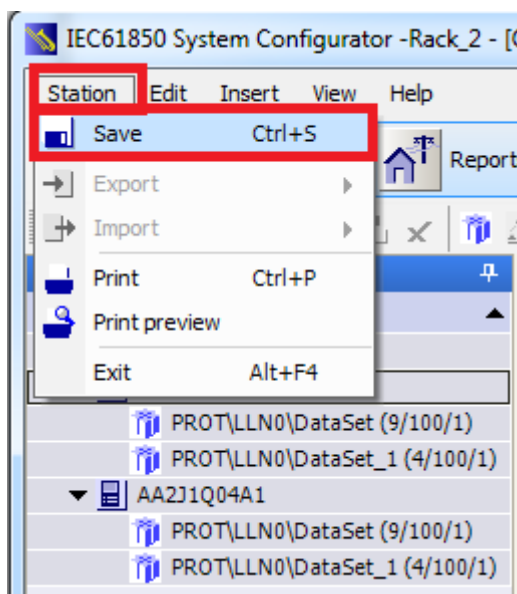 IEC61850 System Configurator -Rack_2 - [
Station Edit Insert View Help
Save Ctrl+S
Report
Export
Import
Print Ctrl+P
Print preview
Exit Alt+F4
PROT\LLN0\DataSet (9/100/1)
PROT\LLN0\DataSet_1 (4/100/1)
AA2J1Q04A1
PROT\LLN0\DataSet (9/100/1)
PROT\LLN0\DataSet_1 (4/100/1)